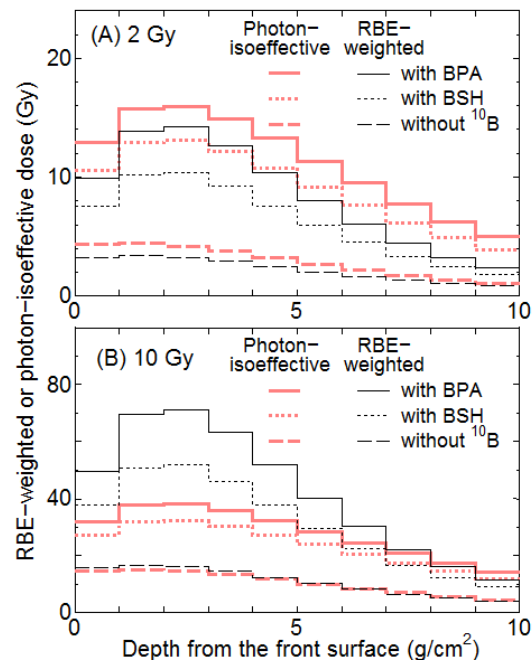 (A) 2 Gy
Photon-
isoeffective
RBE-
weighted
with BPA
with BSH
without ¹⁰B
20
10
0
0
5
10
(B) 10 Gy
Photon-
isoeffective
RBE-
weighted
with BPA
with BSH
without ¹⁰B
80
40
0
0
5
10
RBE-weighted or photon-isoeffective dose (Gy)
Depth from the front surface (g/cm²)